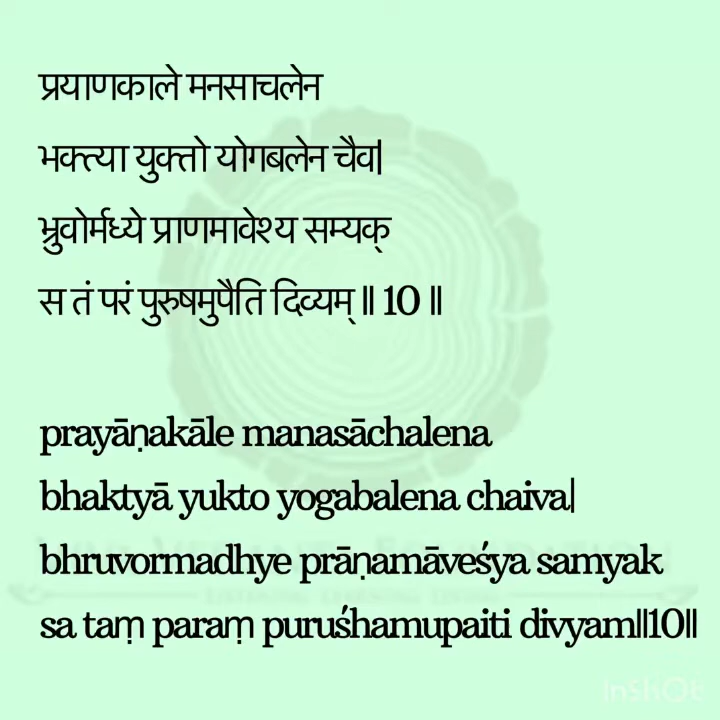 प्रयाणकाले मनसाचलेन
भक्त्या युक्तो योगबलेन चैव|
भ्रुवोर्मध्ये प्राणमावेश्य सम्यक्
स तं परं पुरुषमुपैति दिव्यम् || 10 ||
prayāṇakāle manasāchalena
bhaktyā yukto yogabalena chaiva|
bhruvormadhye prāṇamāveśya samyak
sa taṃ paraṃ puruśhamupaiti divyam||10||
InShOt